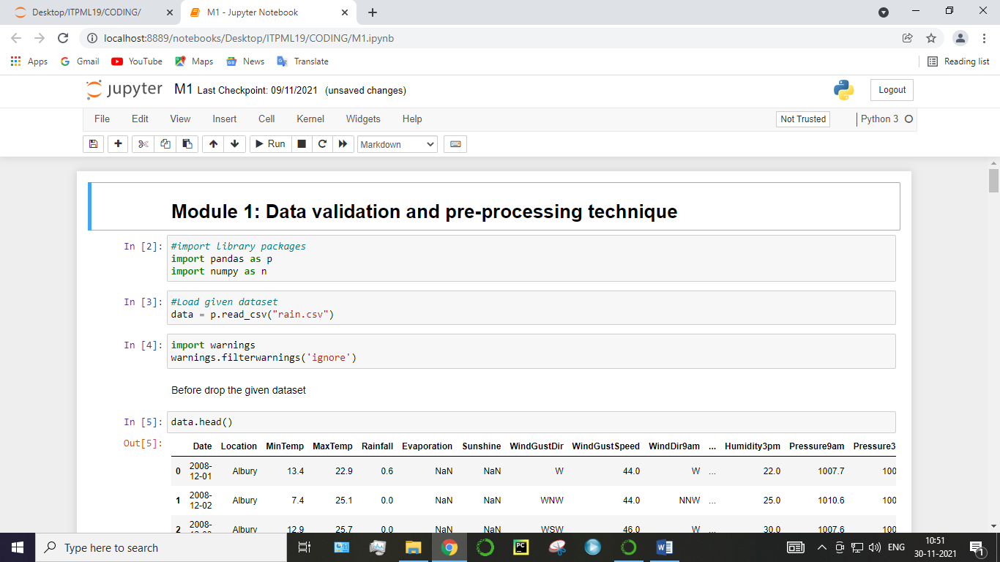 Desktop/ITPML19/CODING/
M1 - Jupyter Notebook
localhost:8889/notebooks/Desktop/ITPML19/CODING/M1.ipynb
Apps Gmail YouTube Maps News Translate Reading list
jupyter M1 Last Checkpoint: 09/11/2021 (unsaved changes) Logout
File Edit View Insert Cell Kernel Widgets Help Not Trusted Python 3
Run Markdown
Module 1: Data validation and pre-processing technique
In [2]: #import library packages
import pandas as p
import numpy as n
In [3]: #Load given dataset
data = p.read_csv("rain.csv")
In [4]: import warnings
warnings.filterwarnings('ignore')
Before drop the given dataset
In [5]: data.head()
Out[5]:
Date Location MinTemp MaxTemp Rainfall Evaporation Sunshine WindGustDir WindGustSpeed WindDir9am ... Humidity3pm Pressure9am Pressure3
0 2008-12-01 Albury 13.4 22.9 0.6 NaN NaN W 44.0 W ... 22.0 1007.7 100
1 2008-12-02 Albury 7.4 25.1 0.0 NaN NaN WNW 44.0 NNW ... 25.0 1010.6 100
2 2008- Albury 12.9 25.7 0.0 NaN NaN WSW 46.0 W ... 30.0 1007.6 100
Type here to search
PC
ENG
10:51
30-11-2021
1